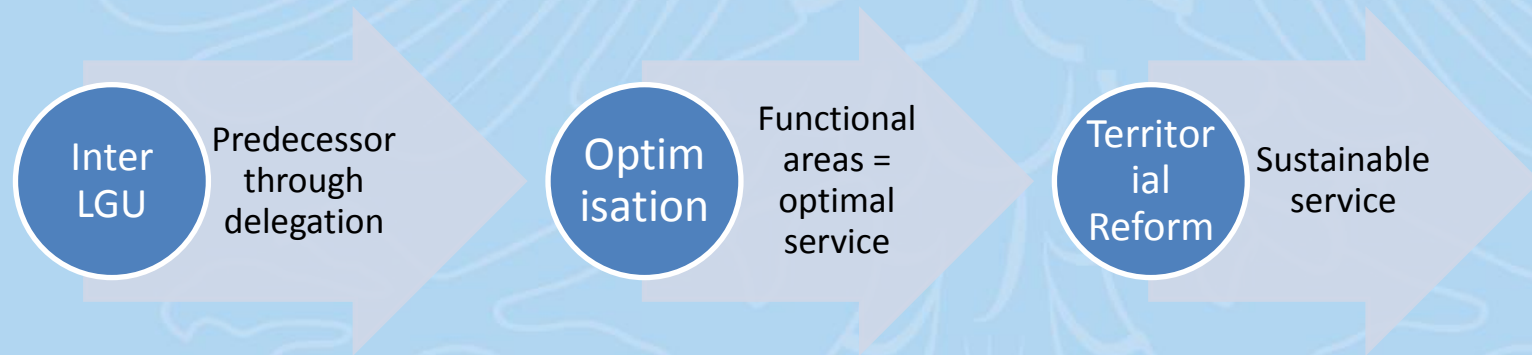 Inter
LGU
Predecessor
through
delegation
Optim
isation
Functional
areas =
optimal
service
Territor
ial
Reform
Sustainable
service